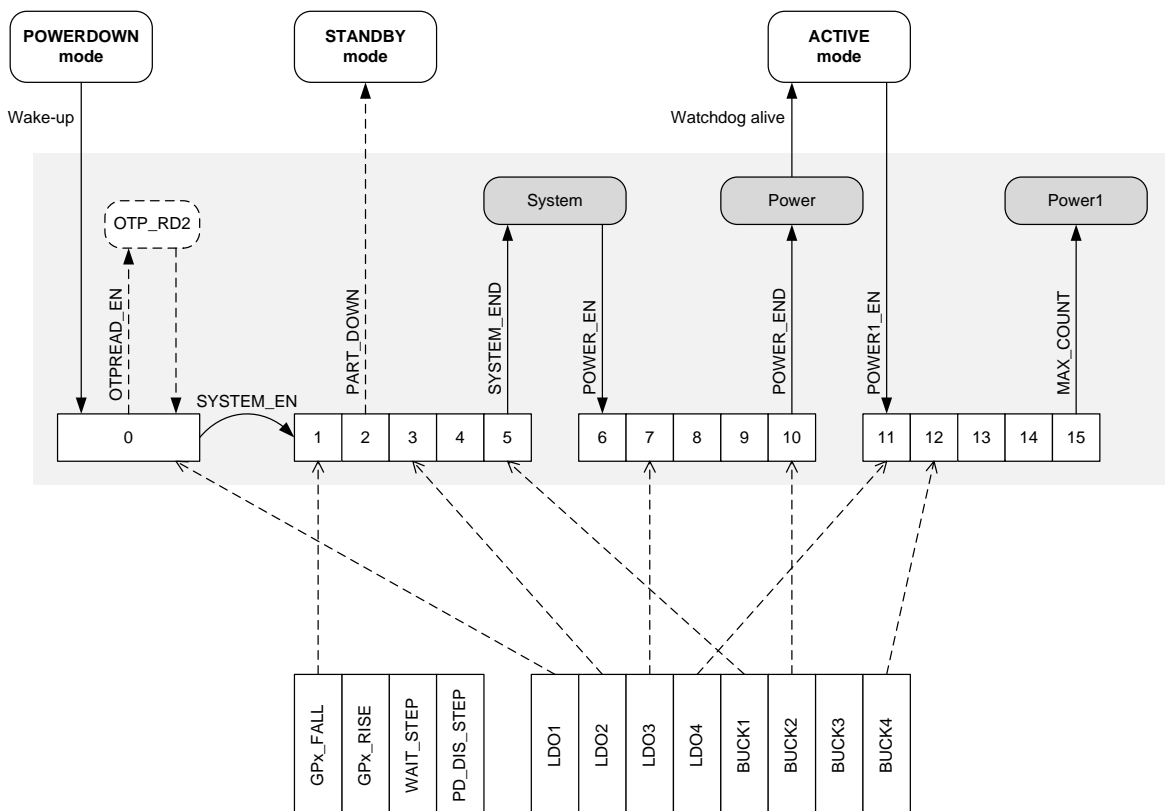 POWERDOWN
mode
STANDBY
mode
ACTIVE
mode
Wake-up
Watchdog alive
System
Power
Power1
OTP_RD2
OTPREAD_EN
PART_DOWN
SYSTEM_END
POWER_EN
POWER_END
POWER1_EN
MAX_COUNT
SYSTEM_EN
0
1
2
3
4
5
6
7
8
9
10
11
12
13
14
15
GPx_FALL
GPx_RISE
WAIT_STEP
PD_DIS_STEP
LDO1
LDO2
LDO3
LDO4
BUCK1
BUCK2
BUCK3
BUCK4